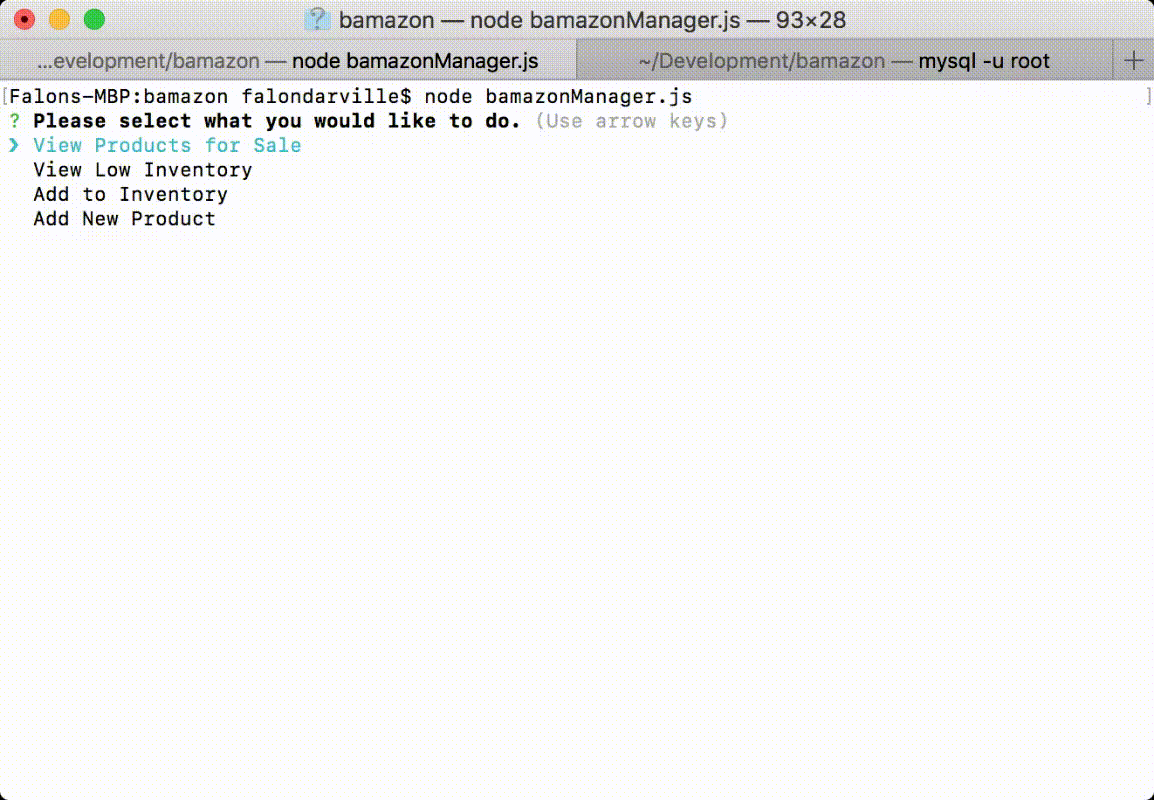 bamazon — node bamazonManager.js — 93×28
...evelopment/bamazon — node bamazonManager.js
~/Development/bamazon — mysql -u root
[Falons-MBP:bamazon falondarville$ node bamazonManager.js ]
? Please select what you would like to do. (Use arrow keys)
❯ View Products for Sale
View Low Inventory
Add to Inventory
Add New Product